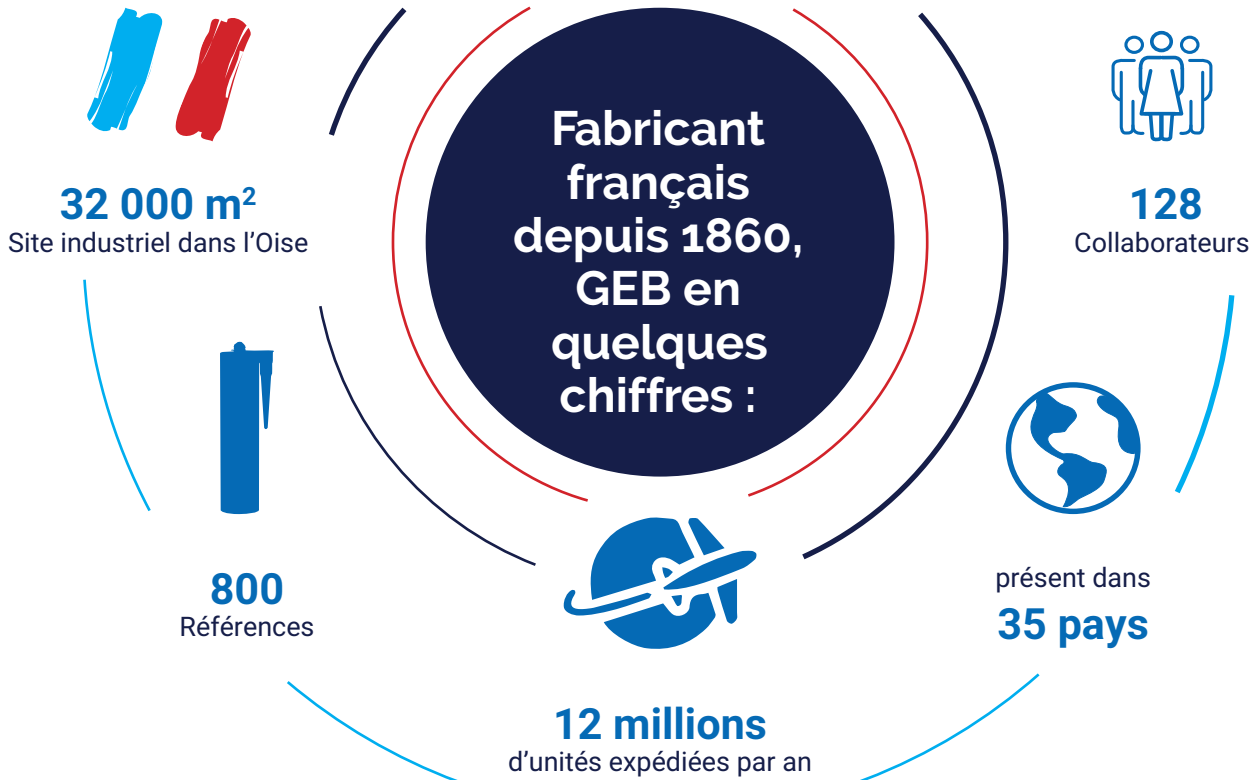 Fabricant
français
depuis 1860,
GEB en
quelques
chiffres :
32 000 m²
Site industriel dans l’Oise
128
Collaborateurs
800
Références
présent dans
35 pays
12 millions
d’unités expédiées par an